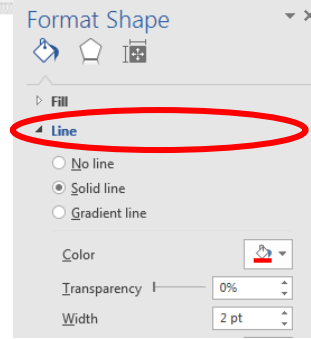 Format Shape
Fill
Line
No line
Solid line
Gradient line
Color
Transparency 0%
Width 2 pt